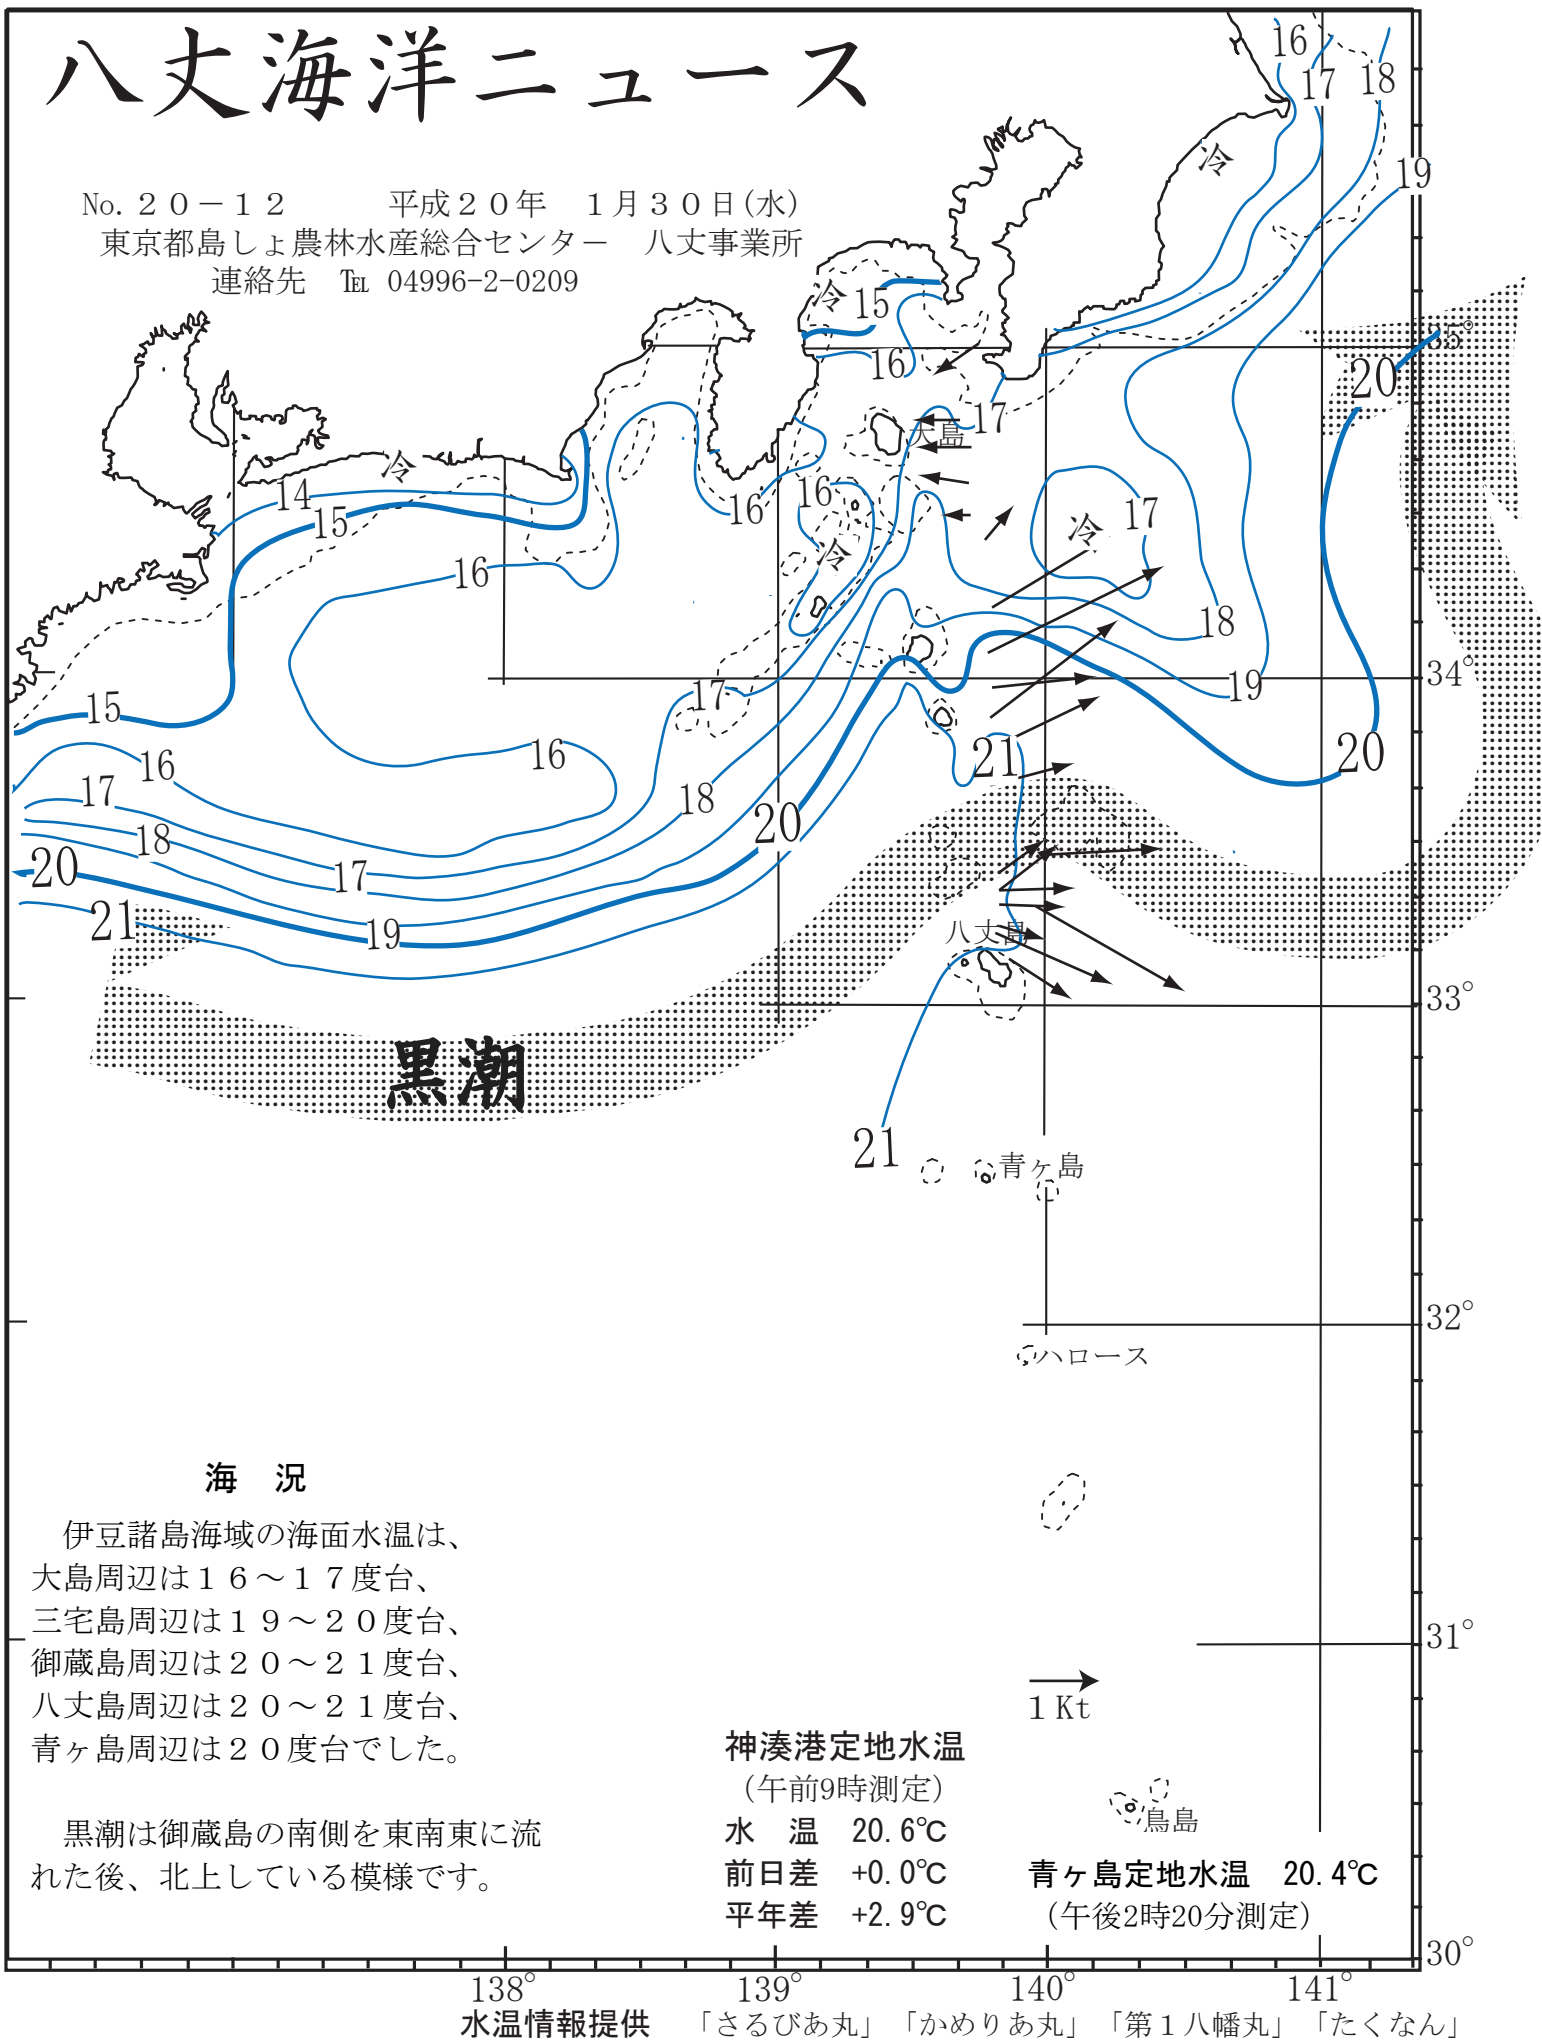 八丈海洋ニュース
No.２０－１２　　　平成２０年　１月３０日(水)
東京都島しょ農林水産総合センタ－　八丈事業所
連絡先　℡ 04996-2-0209
16
17
18
冷
19
冷
15
35°
16
20
17
大島
冷
14
15
16
16
冷
17
冷
16
18
34°
15
17
19
16
16
21
20
17
18
18
20
20
17
21
19
八丈島
33°
黒潮
21
青ヶ島
32°
ハロース
海　況
伊豆諸島海域の海面水温は、
大島周辺は１６～１７度台、
三宅島周辺は１９～２０度台、
御蔵島周辺は２０～２１度台、
八丈島周辺は２０～２１度台、
青ヶ島周辺は２０度台でした。
黒潮は御蔵島の南側を東南東に流
れた後、北上している模様です。
31°
1 Kt
神湊港定地水温
（午前9時測定）
水　温　20.6℃
前日差　+0.0℃
平年差　+2.9℃
鳥島
青ヶ島定地水温　20.4℃
（午後2時20分測定）
30°
138°
139°
140°
141°
水温情報提供　「さるびあ丸」「かめりあ丸」「第１八幡丸」「たくなん」